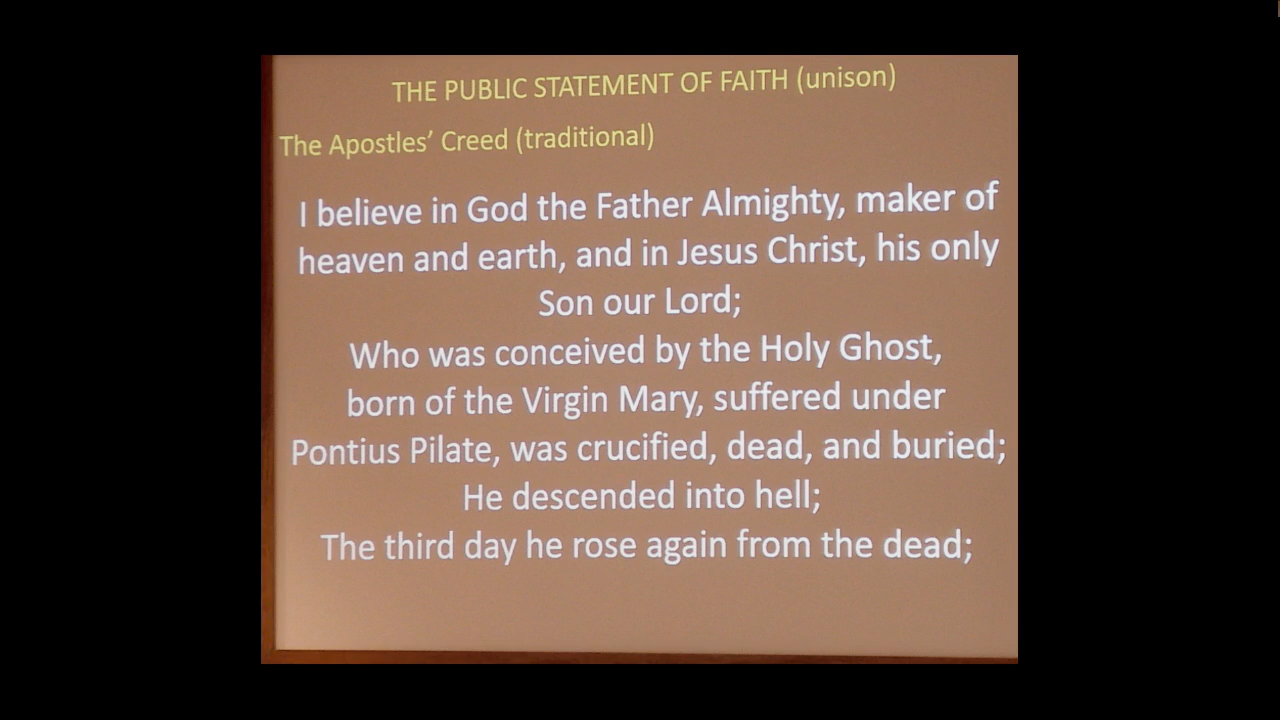 THE PUBLIC STATEMENT OF FAITH (unison)
The Apostles’ Creed (traditional)
I believe in God the Father Almighty, maker of
heaven and earth, and in Jesus Christ, his only
Son our Lord;
Who was conceived by the Holy Ghost,
born of the Virgin Mary, suffered under
Pontius Pilate, was crucified, dead, and buried;
He descended into hell;
The third day he rose again from the dead;